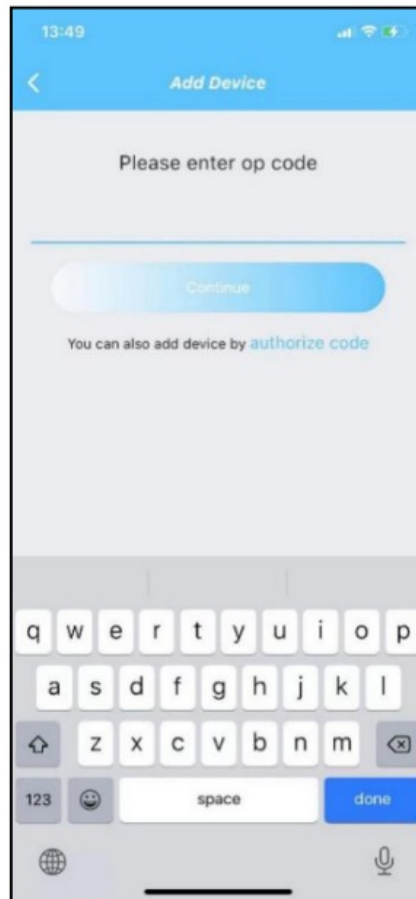 13:49
Add Device
Please enter op code
Continue
You can also add device by authorize code
q w e r t y u i o p
a s d f g h j k l
z x c v b n m
123 space done